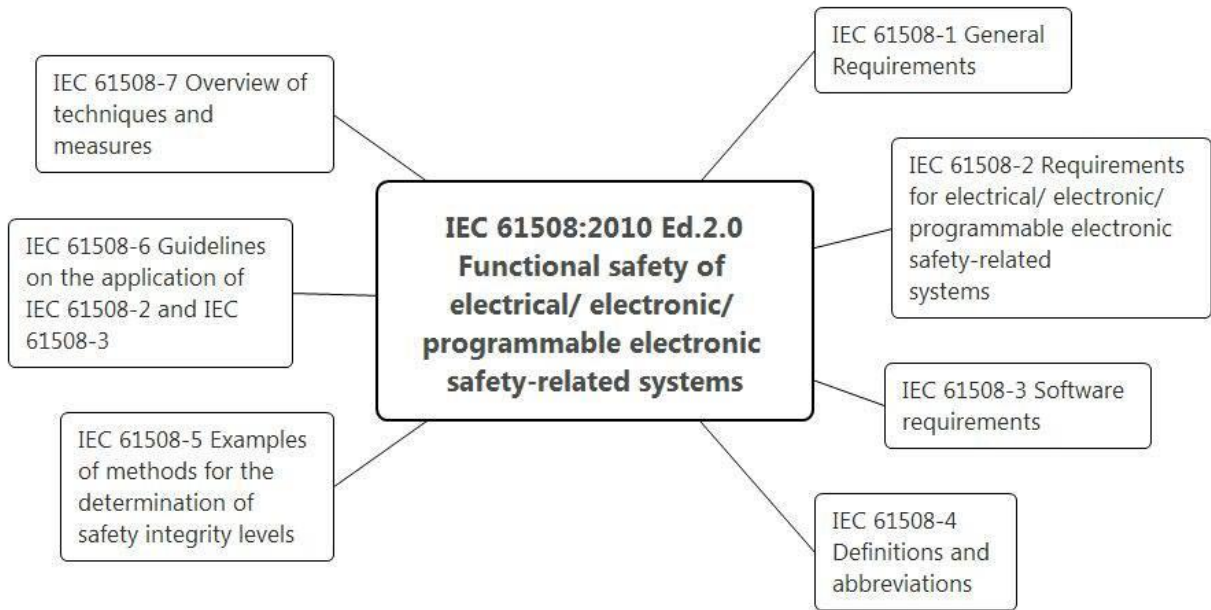 IEC 61508:2010 Ed.2.0
Functional safety of
electrical/ electronic/
programmable electronic
safety-related systems
IEC 61508-1 General
Requirements
IEC 61508-2 Requirements
for electrical/ electronic/
programmable electronic
safety-related
systems
IEC 61508-3 Software
requirements
IEC 61508-4
Definitions and
abbreviations
IEC 61508-5 Examples
of methods for the
determination of
safety integrity levels
IEC 61508-6 Guidelines
on the application of
IEC 61508-2 and IEC
61508-3
IEC 61508-7 Overview of
techniques and
measures